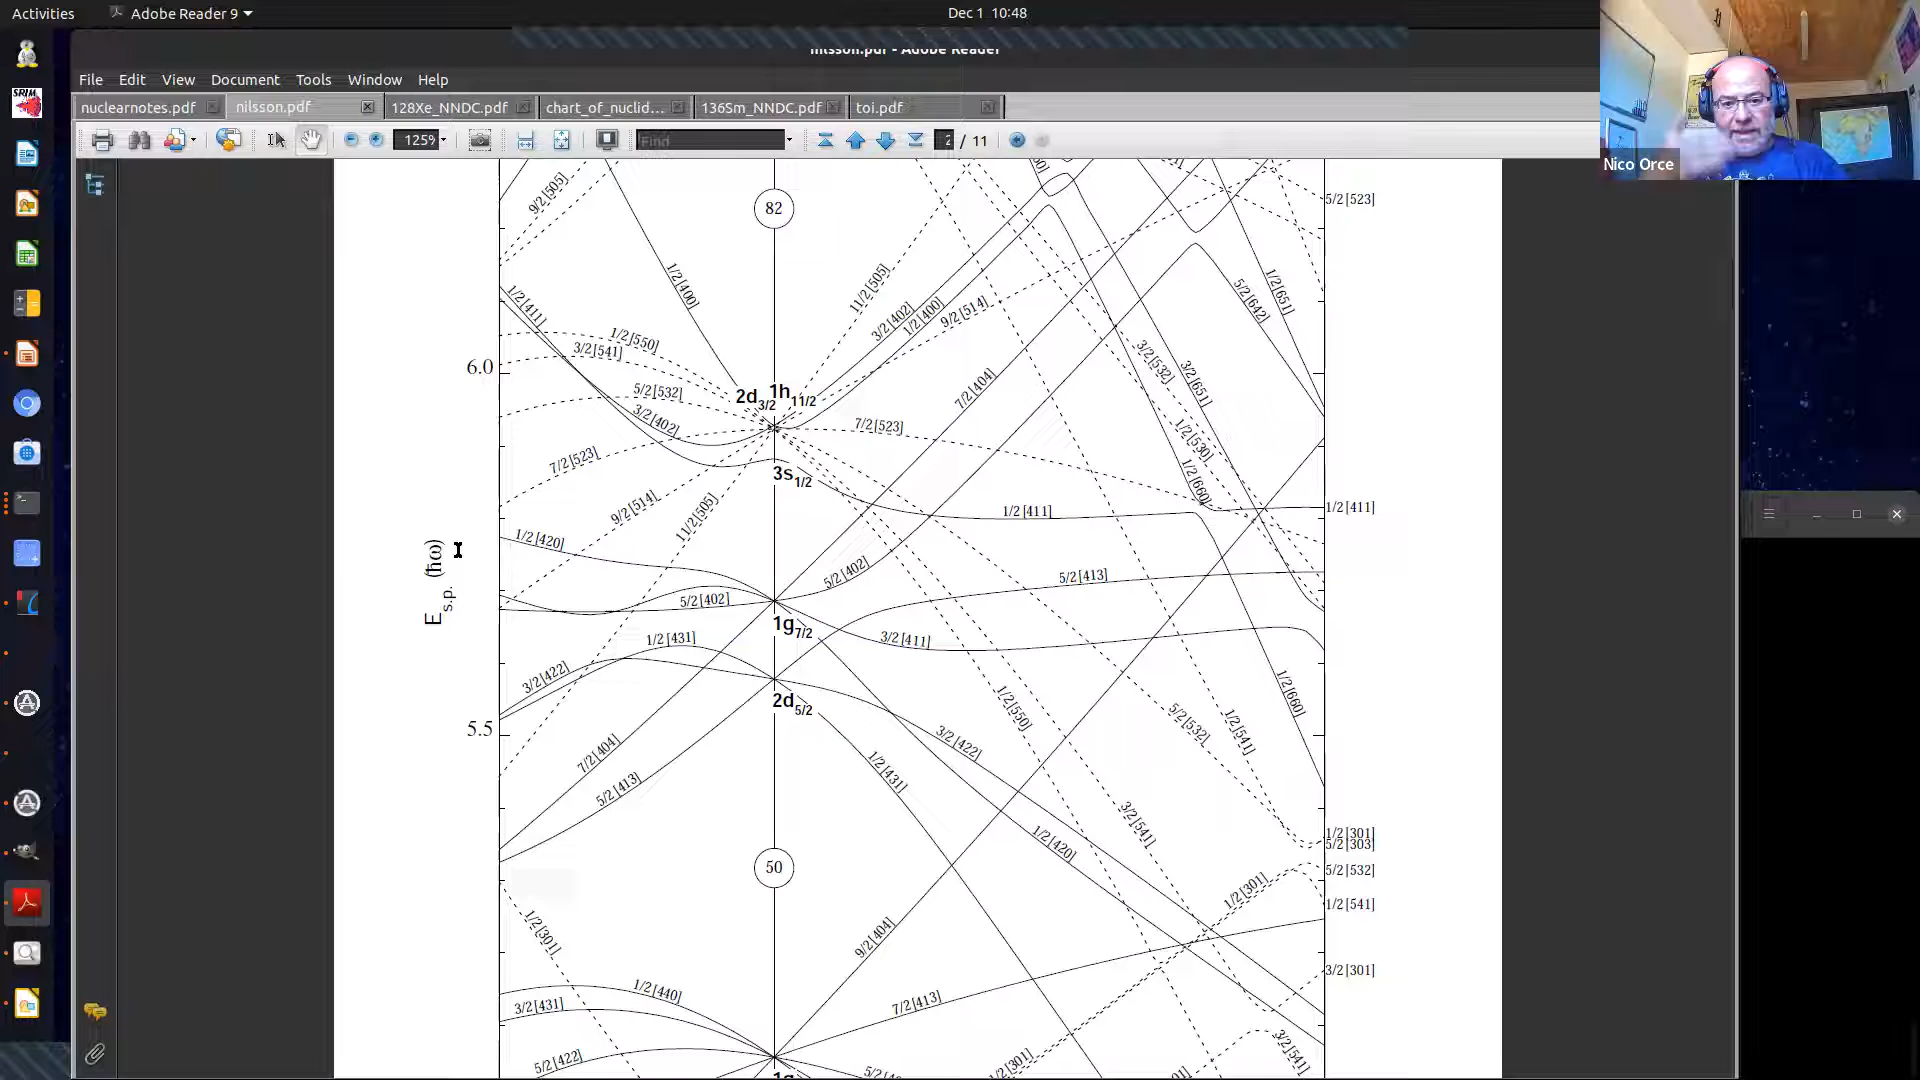 Activities
Adobe Reader 9
Dec 1 10:48
nilsson.pdf - Adobe Reader
File Edit View Document Tools Window Help
nuclearnotes.pdf
nilsson.pdf
128Xe_NNDC.pdf
chart_of_nuclid...
136Sm_NNDC.pdf
toi.pdf
125%
Find
2 / 11
Nico Orce
SRIM
9/2[505]
82
5/2[523]
1/2[400]
11/2[505]
1/2[651]
1/2[411]
3/2[402]
1/2[400]
9/2[514]
5/2[642]
1/2[550]
3/2[541]
3/2[532]
3/2[651]
6.0
5/2[532]
2d3/2
1h11/2
7/2[404]
3/2[402]
7/2[523]
1/2[530]
7/2[523]
3s1/2
1/2[660]
9/2[514]
11/2[505]
1/2[411]
1/2[411]
1/2[420]
Es.p. (ħω)
5/2[402]
5/2[413]
5/2[402]
1g7/2
1/2[431]
3/2[411]
3/2[422]
2d5/2
1/2[550]
1/2[660]
5.5
5/2[532]
1/2[541]
7/2[404]
3/2[422]
5/2[413]
1/2[431]
3/2[541]
1/2[420]
1/2[301]
5/2[303]
50
5/2[532]
1/2[301]
1/2[541]
1/2[301]
9/2[404]
3/2[301]
1/2[440]
3/2[431]
7/2[413]
5/2[422]
1/2[301]
3/2[541]